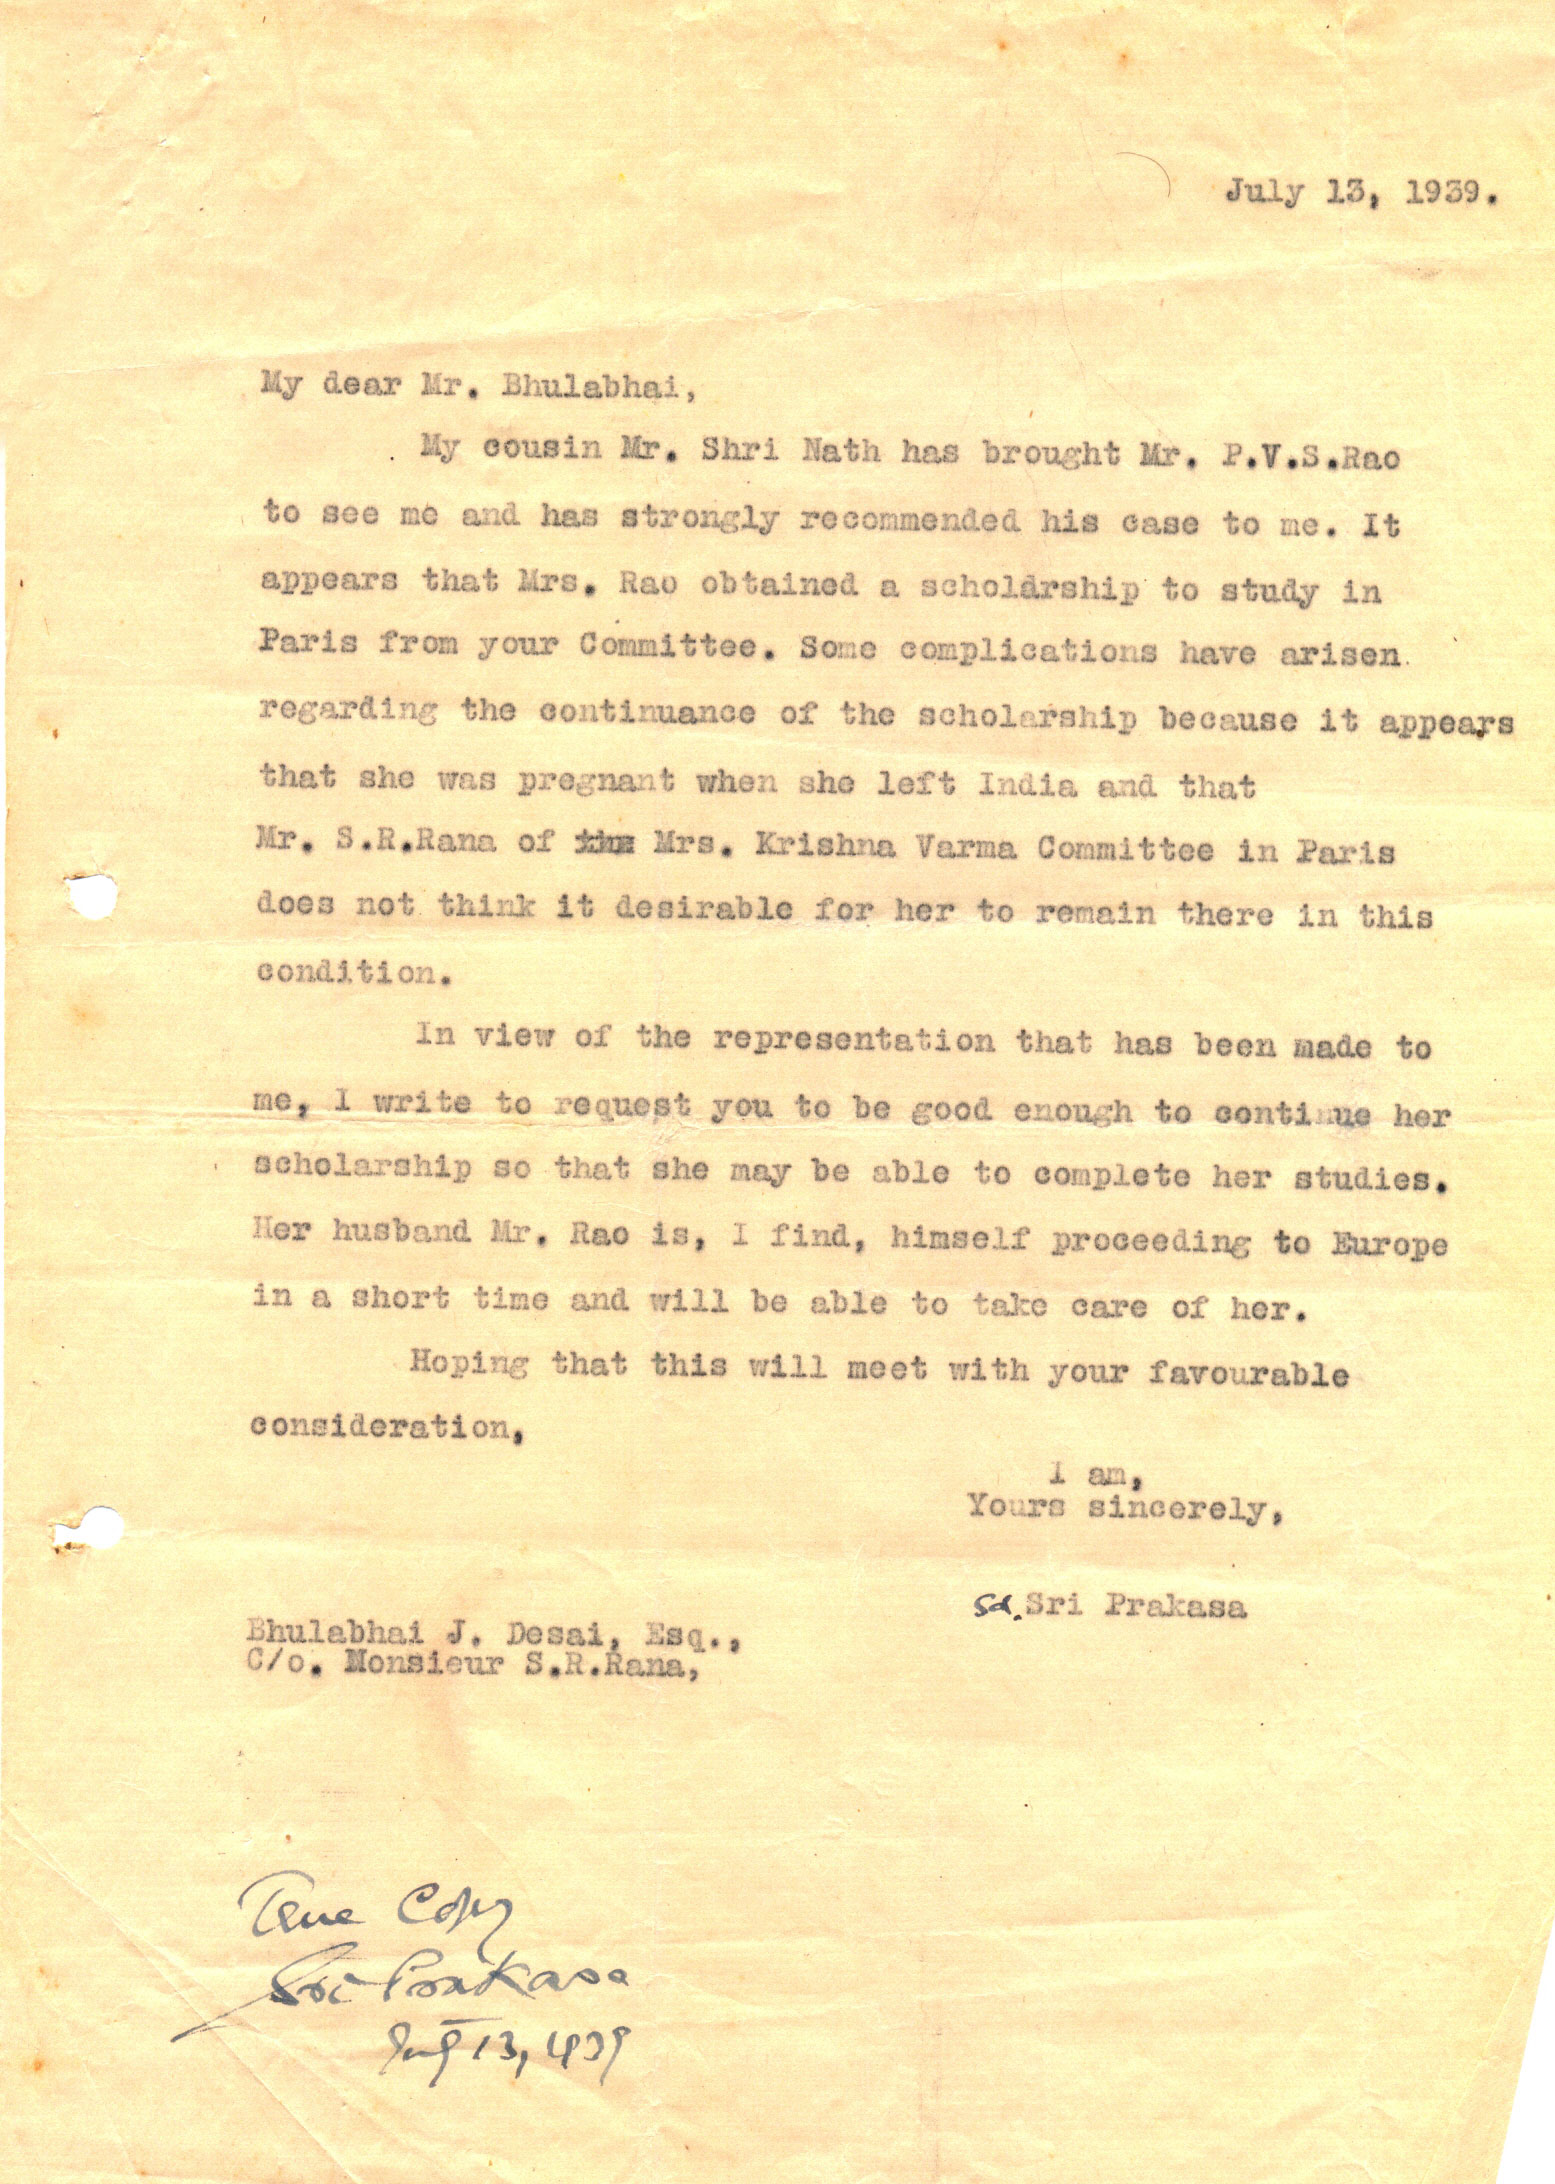 July 13, 1939.
My dear Mr. Bhulabhai,
My cousin Mr. Shri Nath has brought Mr. P.V.S.Rao
to see me and has strongly recommended his case to me. It
appears that Mrs. Rao obtained a scholarship to study in
Paris from your Committee. Some complications have arisen
regarding the continuance of the scholarship because it appears
that she was pregnant when she left India and that
Mr. S.R.Rana of the Mrs. Krishna Varma Committee in Paris
does not think it desirable for her to remain there in this
condition.
In view of the representation that has been made to
me, I write to request you to be good enough to continue her
scholarship so that she may be able to complete her studies.
Her husband Mr. Rao is, I find, himself proceeding to Europe
in a short time and will be able to take care of her.
Hoping that this will meet with your favourable
consideration,
I am,
Yours sincerely,
Sd. Sri Prakasa
Bhulabhai J. Desai, Esq.,
C/o. Monsieur S.R.Rana,
True Copy
Sri Prakasa
July 13, 1939